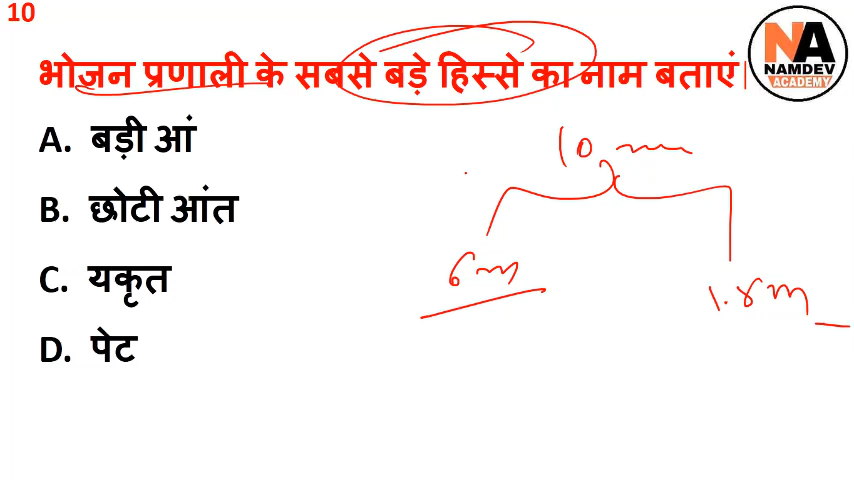 10
भोजन प्रणाली के सबसे बड़े हिस्से का नाम बताएं|
NA
NAMDEV
ACADEMY
A. बड़ी आं
B. छोटी आंत
C. यकृत
D. पेट
10
6 m
1.8 m